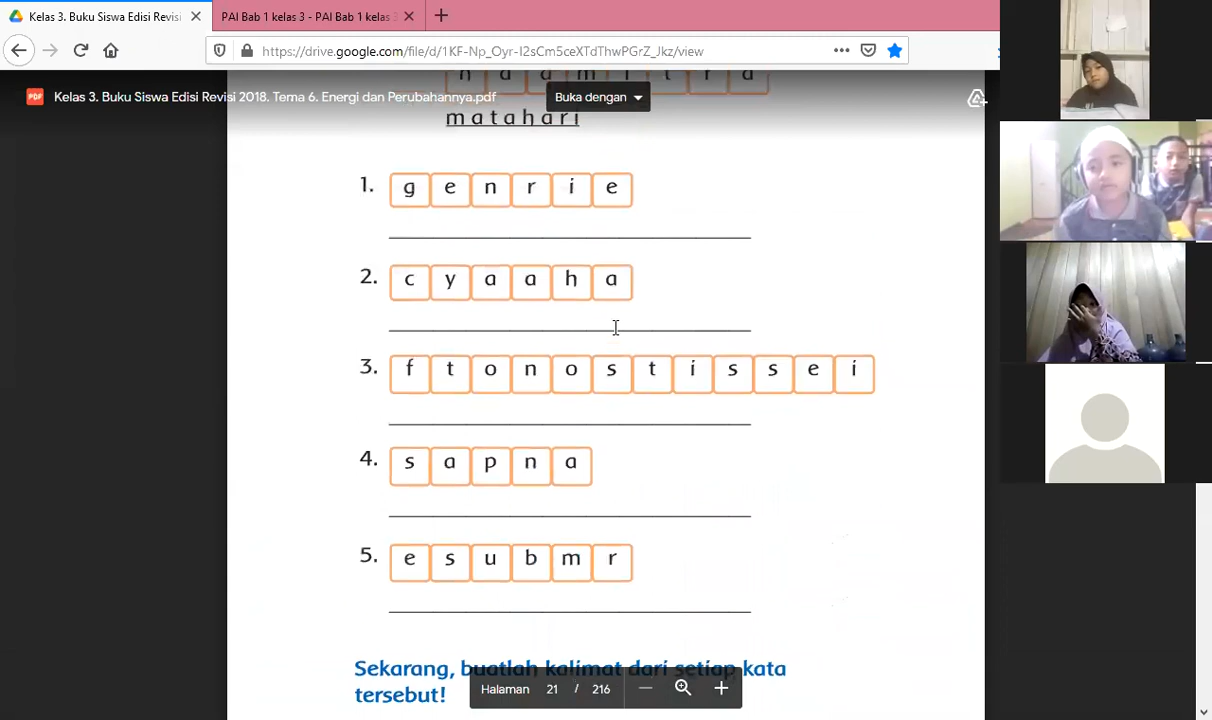 Kelas 3. Buku Siswa Edisi Revisi
PAI Bab 1 kelas 3 - PAI Bab 1 kelas 3
https://drive.google.com/file/d/1KF-Np_Oyr-I2sCm5ceXTdThwPGrZ_Jkz/view
h a a m i t r a
Kelas 3. Buku Siswa Edisi Revisi 2018. Tema 6. Energi dan Perubahannya.pdf
Buka dengan
matahari
1. g e n r i e
2. c y a a h a
3. f t o n o s t i s s e i
4. s a p n a
5. e s u b m r
Sekarang, buatlah kalimat dari setiap kata
tersebut!
Halaman 21 / 216